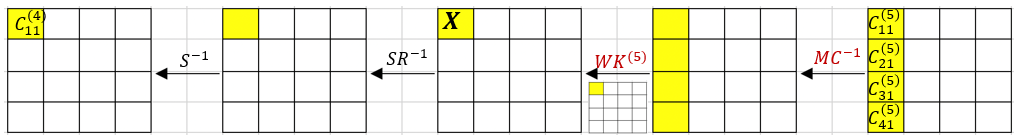 C₁₁⁽⁴⁾
S⁻¹
SR⁻¹
X
WK⁽⁵⁾
MC⁻¹
C₁₁⁽⁵⁾
C₂₁⁽⁵⁾
C₃₁⁽⁵⁾
C₄₁⁽⁵⁾